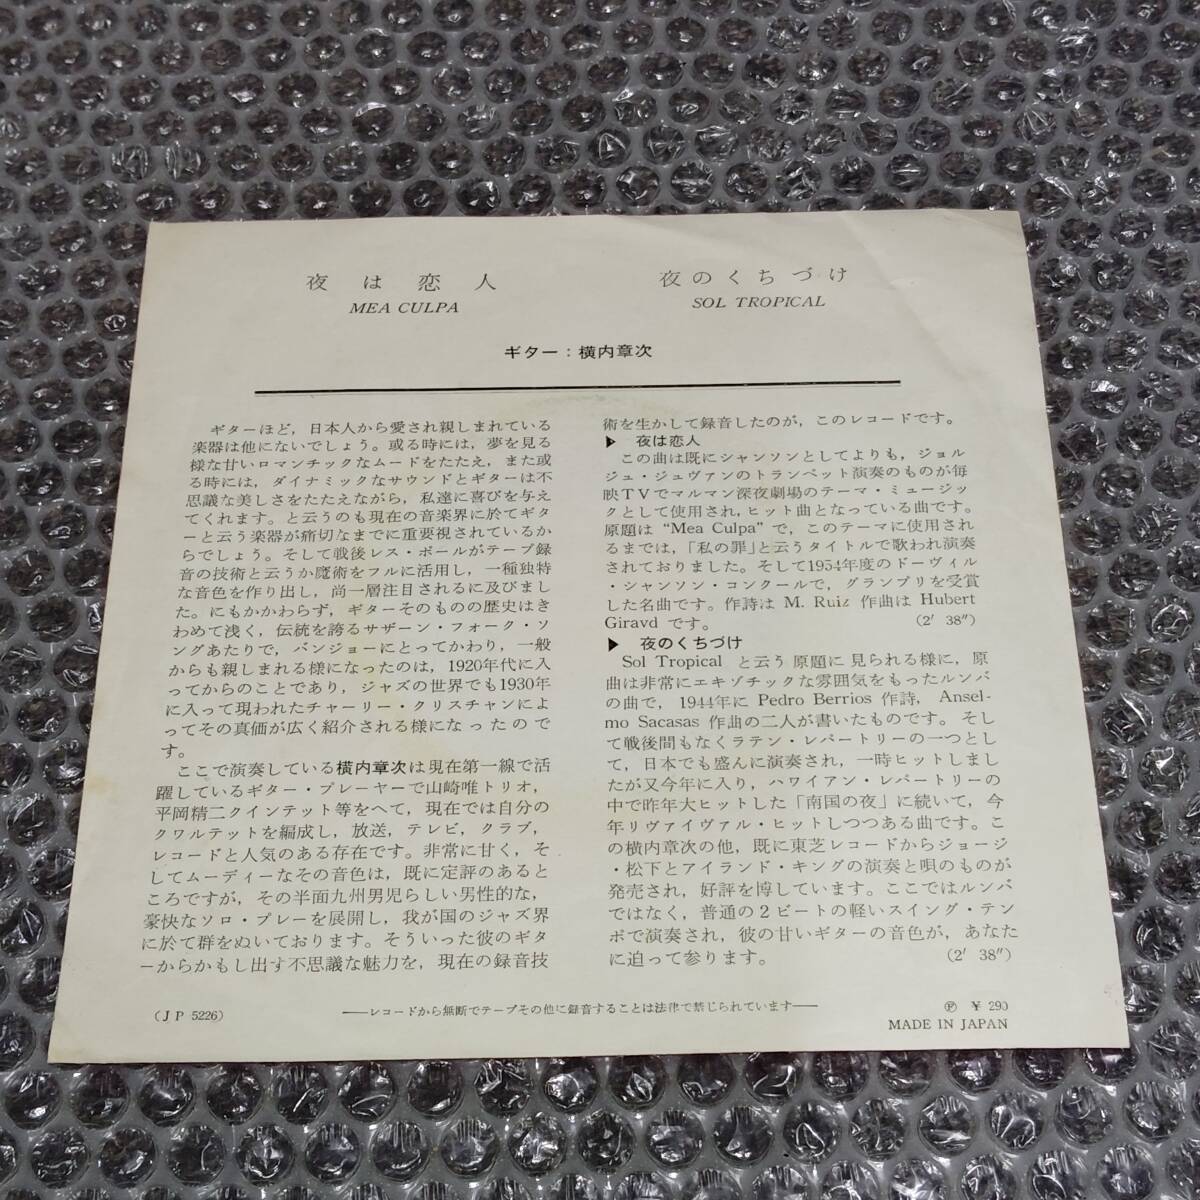 夜は恋人
MEA CULPA
夜のくちづけ
SOL TROPICAL
ギター：横内章次
ギターほど，日本人から愛され親しまれている
楽器は他にないでしょう。或る時には，夢を見る
様な甘いロマンチックなムードをたたえ，また或
る時には，ダイナミックなサウンドとギターは不
思議な美しさをたたえながら，私達に喜びを与え
てくれます。と云うのも現在の音楽界に於てギタ
ーと云う楽器が痛切なまでに重要視されているか
らでしょう。そして戦後レス・ポールがテープ録
音の技術と云うか魔術をフルに活用し，一種独特
な音色を作り出し，尚一層注目されるに及びまし
た。にもかかわらず，ギターそのものの歴史はき
わめて浅く，伝統を誇るサザーン・フォーク・ソ
ングあたりで，バンジョーにとってかわり，一般
からも親しまれる様になったのは，1920年代に入
ってからのことであり，ジャズの世界でも1930年
に入って現われたチャーリー・クリスチャンによ
ってその真価が広く紹介される様になったので
す。
ここで演奏している横内章次は現在第一線で活
躍しているギター・プレーヤーで山崎唯トリオ，
平岡精二クインテット等をへて，現在では自分の
クワルテットを編成し，放送，テレビ，クラブ，
レコードと人気のある存在です。非常に甘く，そ
してムーディーなその音色は，既に定評のあると
ころですが，その半面九州男児らしい男性的な，
豪快なソロ・プレーを展開し，我が国のジャズ界
に於て群をぬいております。そういった彼のギタ
ーからかもし出す不思議な魅力を，現在の録音技
術を生かして録音したのが，このレコードです。
▶ 夜は恋人
この曲は既にシャンソンとしてよりも，ジョル
ジュ・ジュヴァンのトランペット演奏のものが毎
映TVでマルマン深夜劇場のテーマ・ミュージッ
クとして使用され，ヒット曲となっている曲です。
原題は “Mea Culpa” で，このテーマに使用され
るまでは，「私の罪」と云うタイトルで歌われ演奏
されておりました。そして1954年度のドーヴィル
・シャンソン・コンクールで，グランプリを受賞
した名曲です。作詩は M. Ruiz 作曲は Hubert
Giravd です。 (2′ 38″)
▶ 夜のくちづけ
Sol Tropical と云う原題に見られる様に，原
曲は非常にエキゾチックな雰囲気をもったルンバ
の曲で，1944年に Pedro Berrios 作詩，Ansel-
mo Sacasas 作曲の二人が書いたものです。そし
て戦後間もなくラテン・レパートリーの一つとし
て，日本でも盛んに演奏され，一時ヒットしまし
たが又今年に入り，ハワイアン・レパートリーの
中で昨年大ヒットした「南国の夜」に続いて，今
年リヴァイヴァル・ヒットしつつある曲です。こ
の横内章次の他，既に東芝レコードからジョージ
・松下とアイランド・キングの演奏と唄のものが
発売され，好評を博しています。ここではルンバ
ではなく，普通の2ビートの軽いスイング・テン
ポで演奏され，彼の甘いギターの音色が，あなた
に迫って参ります。 (2′ 38″)
(JP 5226)
──レコードから無断でテープその他に録音することは法律で禁じられています──
Ⓟ ￥ 290
MADE IN JAPAN